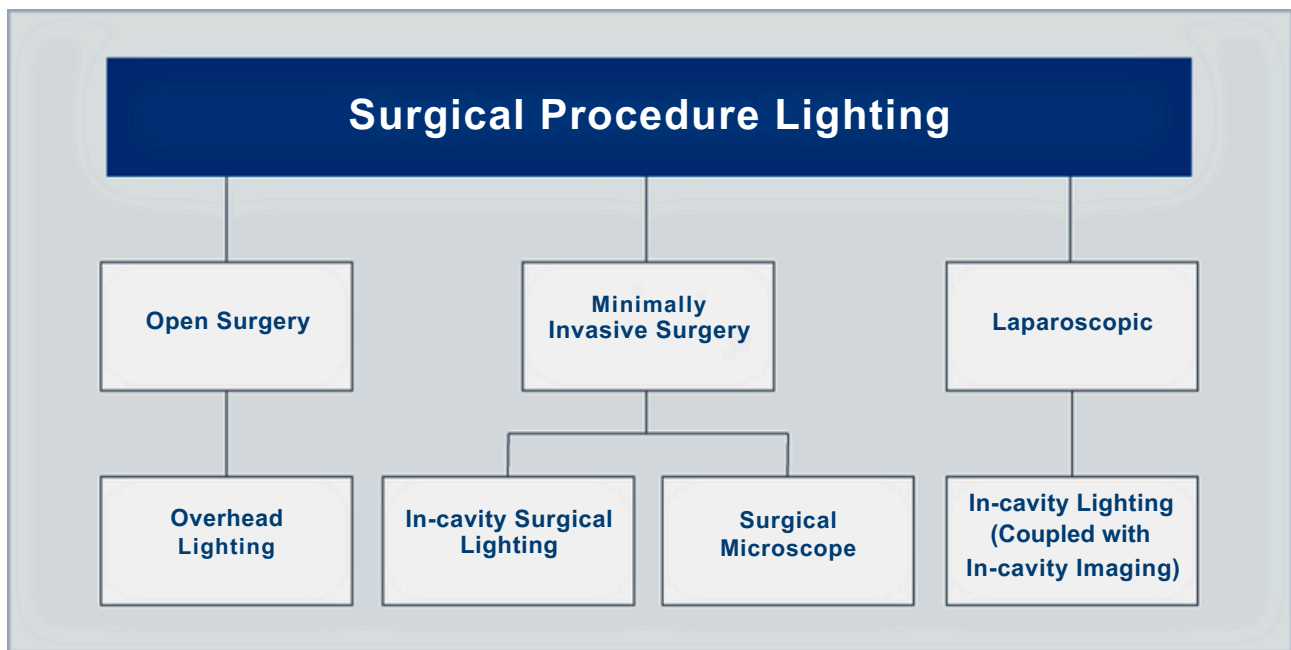 Surgical Procedure Lighting
Open Surgery
Minimally
Invasive Surgery
Laparoscopic
Overhead
Lighting
In-cavity Surgical
Lighting
Surgical
Microscope
In-cavity Lighting
(Coupled with
In-cavity Imaging)